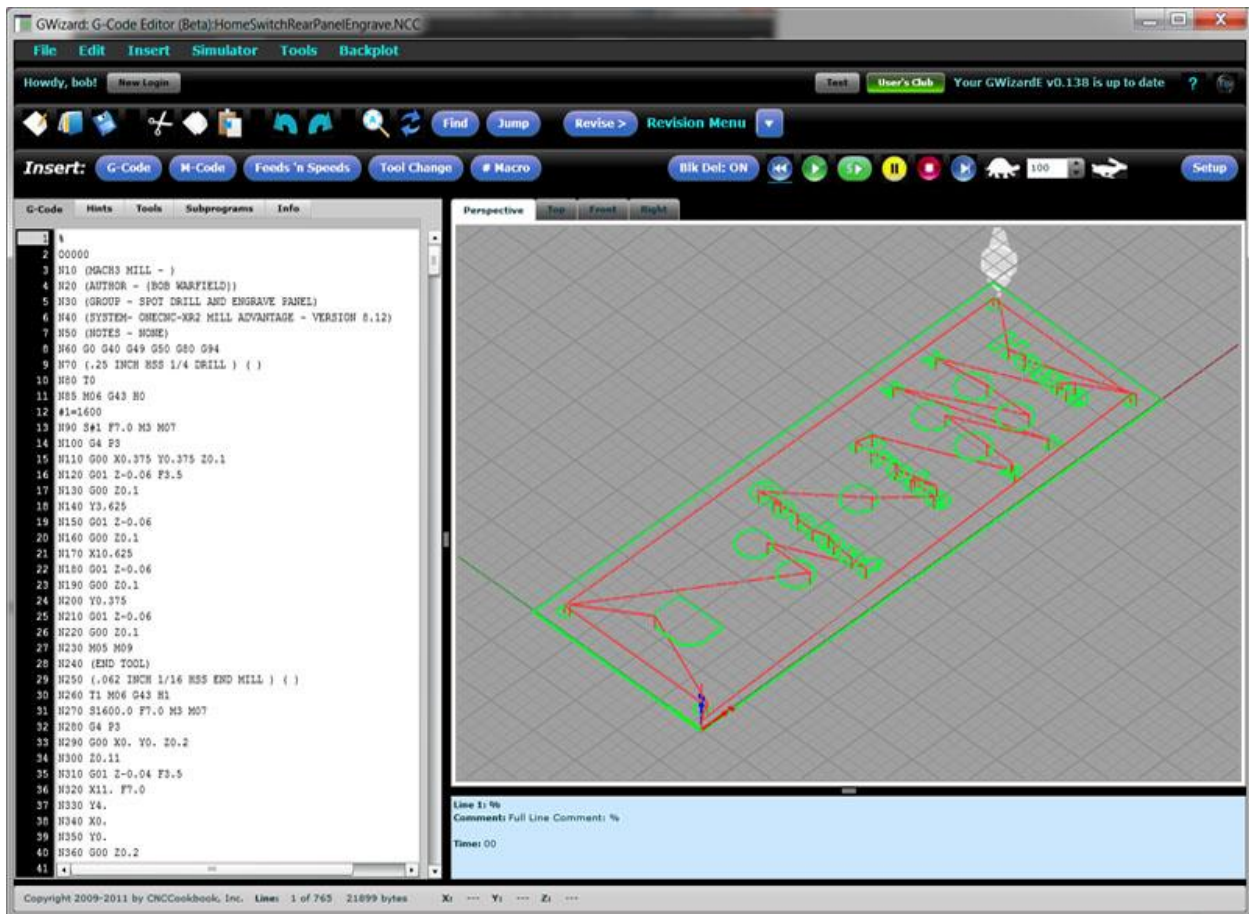 GWizard: G-Code Editor (Beta):HomeSwitchRearPanelEngrave.NCC
File Edit Insert Simulator Tools Backplot
Howdy, bob! New Login Test User's Club Your GWizardE v0.138 is up to date ?
Find Jump Revise > Revision Menu
Insert: G-Code M-Code Feeds 'n Speeds Tool Change # Macro Blk Del: ON S 100 Setup
G-Code Hints Tools Subprograms Info
Perspective Top Front Right
1 %
2 O0000
3 N10 (MACH3 MILL - )
4 N20 (AUTHOR - (BOB WARFIELD))
5 N30 (GROUP - SPOT DRILL AND ENGRAVE PANEL)
6 N40 (SYSTEM- ONECNC-XR2 MILL ADVANTAGE - VERSION 8.12)
7 N50 (NOTES - NONE)
8 N60 G0 G40 G49 G50 G80 G94
9 N70 (.25 INCH HSS 1/4 DRILL ) ( )
10 N80 T0
11 N85 M06 G43 H0
12 #1=1600
13 N90 S#1 F7.0 M3 M07
14 N100 G4 P3
15 N110 G00 X0.375 Y0.375 Z0.1
16 N120 G01 Z-0.06 F3.5
17 N130 G00 Z0.1
18 N140 Y3.625
19 N150 G01 Z-0.06
20 N160 G00 Z0.1
21 N170 X10.625
22 N180 G01 Z-0.06
23 N190 G00 Z0.1
24 N200 Y0.375
25 N210 G01 Z-0.06
26 N220 G00 Z0.1
27 N230 M05 M09
28 N240 (END TOOL)
29 N250 (.062 INCH 1/16 HSS END MILL ) ( )
30 N260 T1 M06 G43 H1
31 N270 S1600.0 F7.0 M3 M07
32 N280 G4 P3
33 N290 G00 X0. Y0. Z0.2
34 N300 Z0.11
35 N310 G01 Z-0.04 F3.5
36 N320 X11. F7.0
37 N330 Y4.
38 N340 X0.
39 N350 Y0.
40 N360 G00 Z0.2
41
Line 1: %
Comment: Full Line Comment: %
Time: 00
Copyright 2009-2011 by CNCCookbook, Inc. Line: 1 of 765 21899 bytes X: --- Y: --- Z: ---